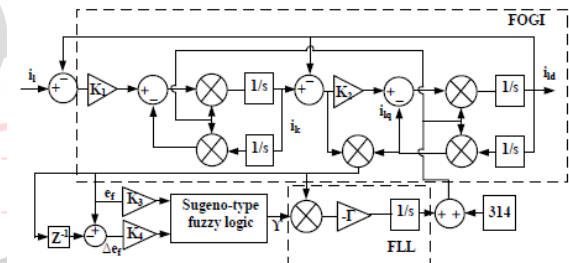 FOGI
i_l
+
−
K_1
+
−
1/s
+
−
K_2
+
−
1/s
i_ld
1/s
i_k
i_lq
1/s
e_f
K_3
Sugeno-type
fuzzy logic
Υ
-Γ
1/s
+ +
314
Z^-1
−
+
Δe_f
K_4
FLL